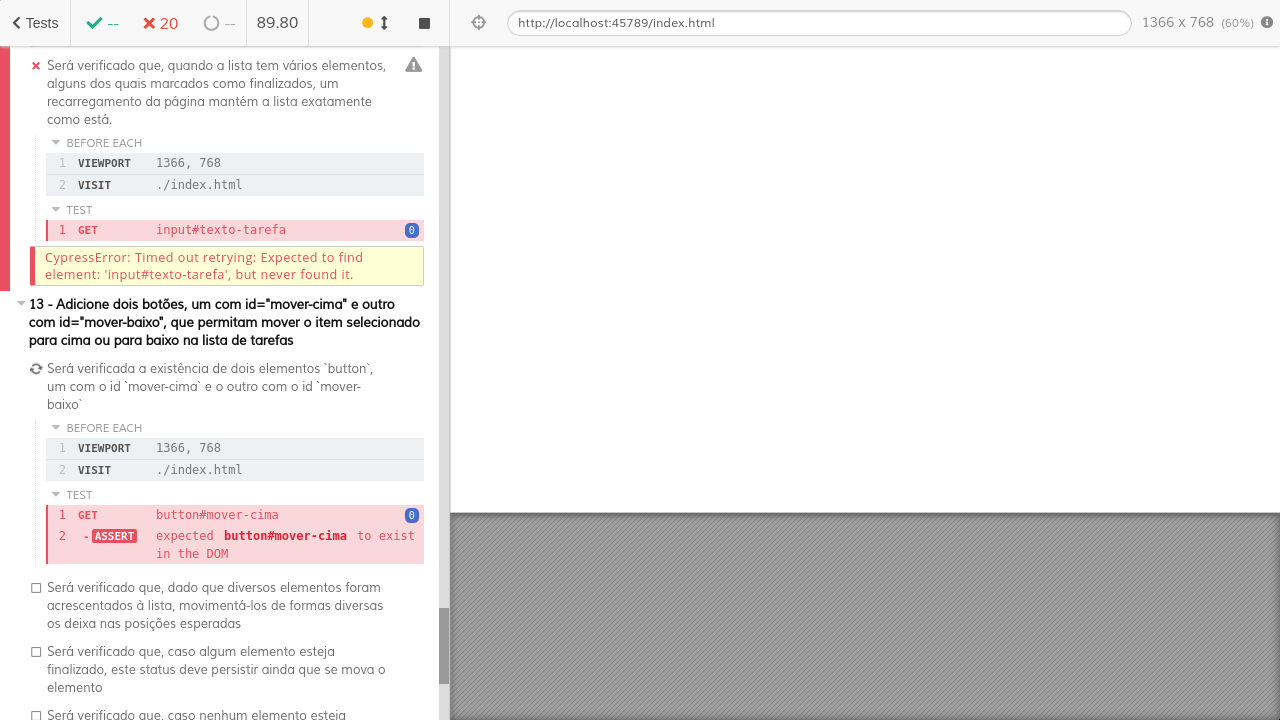 Tests
--
20
--
89.80
http://localhost:45789/index.html
1366 x 768 (60%)
Será verificado que, quando a lista tem vários elementos,
alguns dos quais marcados como finalizados, um
recarregamento da página mantém a lista exatamente
como está.
BEFORE EACH
1 VIEWPORT 1366, 768
2 VISIT ./index.html
TEST
1 GET input#texto-tarefa 0
CypressError: Timed out retrying: Expected to find
element: 'input#texto-tarefa', but never found it.
13 - Adicione dois botões, um com id="mover-cima" e outro
com id="mover-baixo", que permitam mover o item selecionado
para cima ou para baixo na lista de tarefas
Será verificada a existência de dois elementos `button`,
um com o id `mover-cima` e o outro com o id `mover-
baixo`
BEFORE EACH
1 VIEWPORT 1366, 768
2 VISIT ./index.html
TEST
1 GET button#mover-cima 0
2 -ASSERT expected button#mover-cima to exist
in the DOM
Será verificado que, dado que diversos elementos foram
acrescentados à lista, movimentá-los de formas diversas
os deixa nas posições esperadas
Será verificado que, caso algum elemento esteja
finalizado, este status deve persistir ainda que se mova o
elemento
Será verificado que, caso nenhum elemento esteja